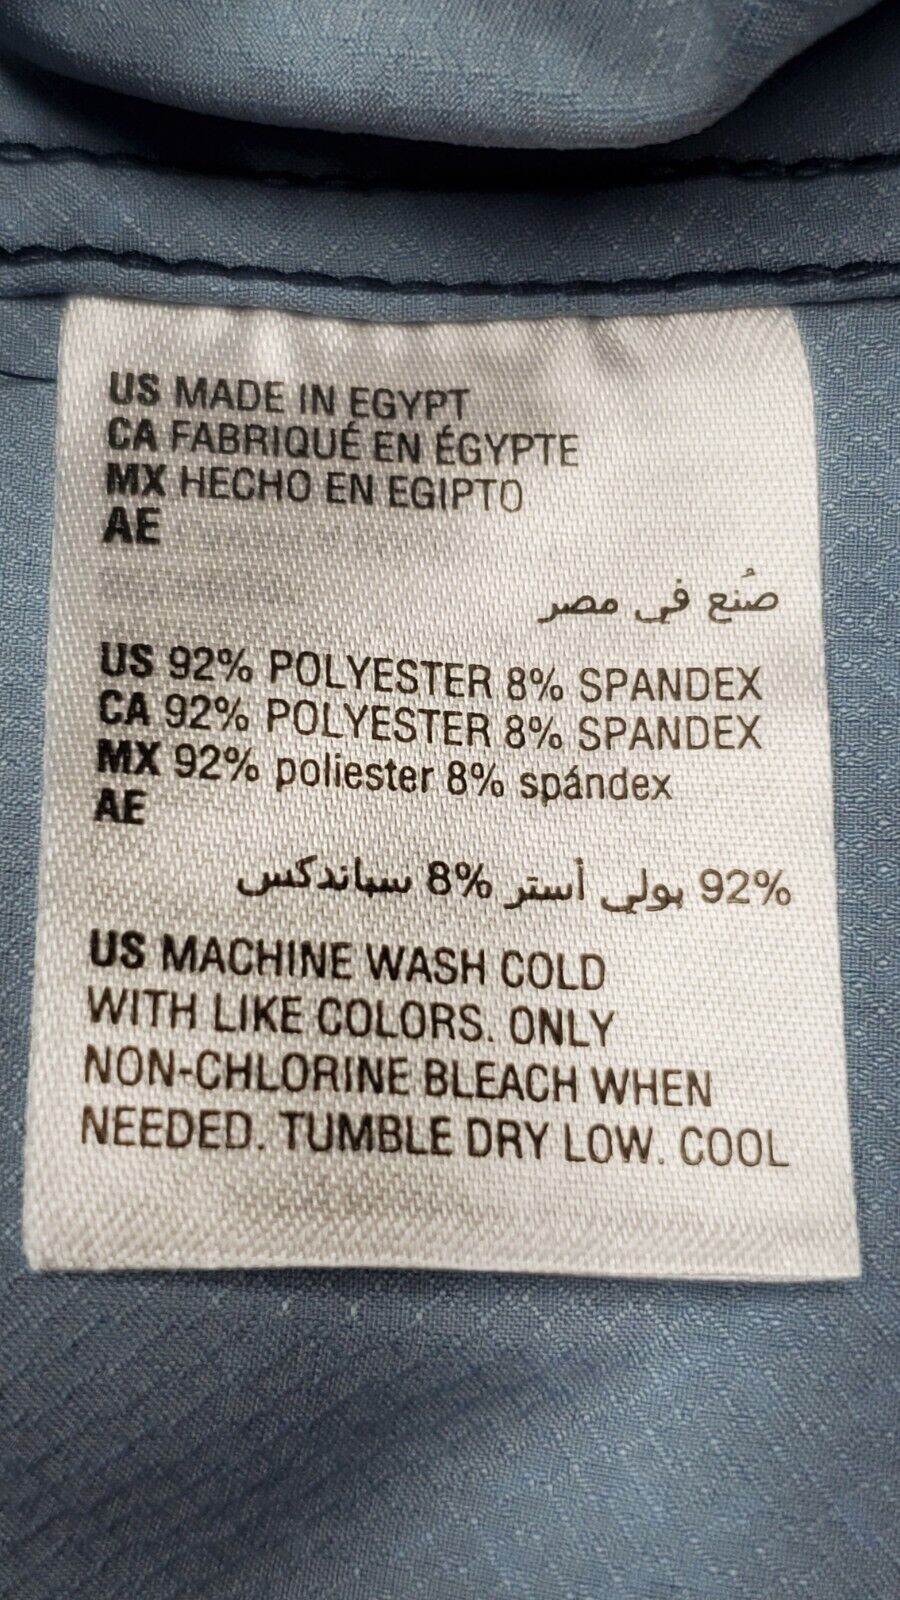 US MADE IN EGYPT
CA FABRIQUÉ EN ÉGYPTE
MX HECHO EN EGIPTO
AE
صُنع في مصر
US 92% POLYESTER 8% SPANDEX
CA 92% POLYESTER 8% SPANDEX
MX 92% poliester 8% spándex
AE
92% بولي أستر 8% سباندكس
US MACHINE WASH COLD
WITH LIKE COLORS. ONLY
NON-CHLORINE BLEACH WHEN
NEEDED. TUMBLE DRY LOW. COOL